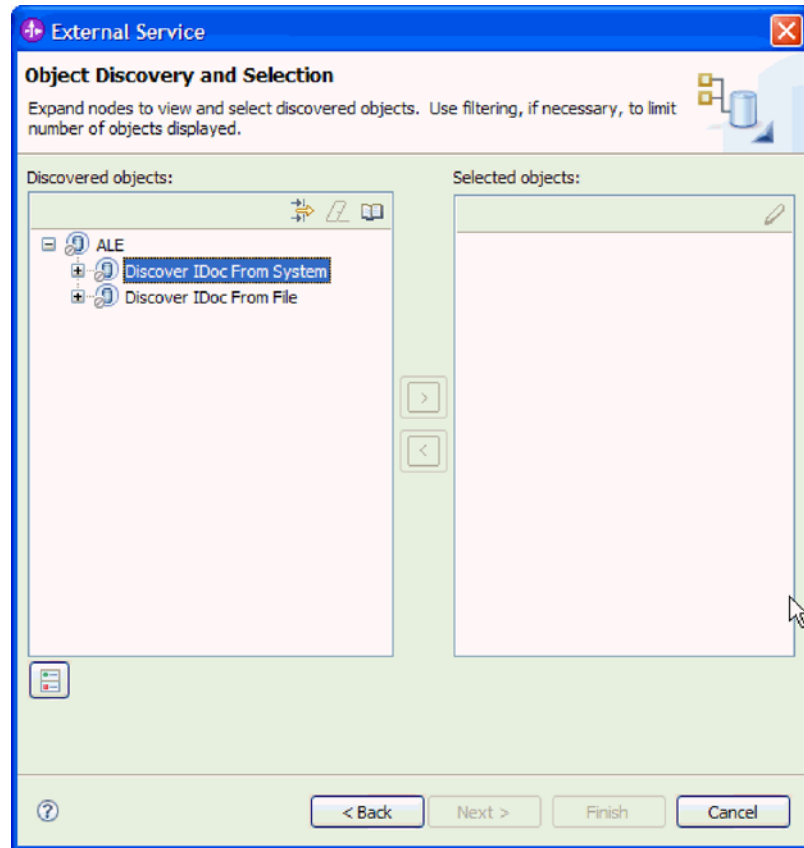 External Service
Object Discovery and Selection
Expand nodes to view and select discovered objects. Use filtering, if necessary, to limit
number of objects displayed.
Discovered objects:
Selected objects:
ALE
Discover IDoc From System
Discover IDoc From File
>
<
?
< Back
Next >
Finish
Cancel